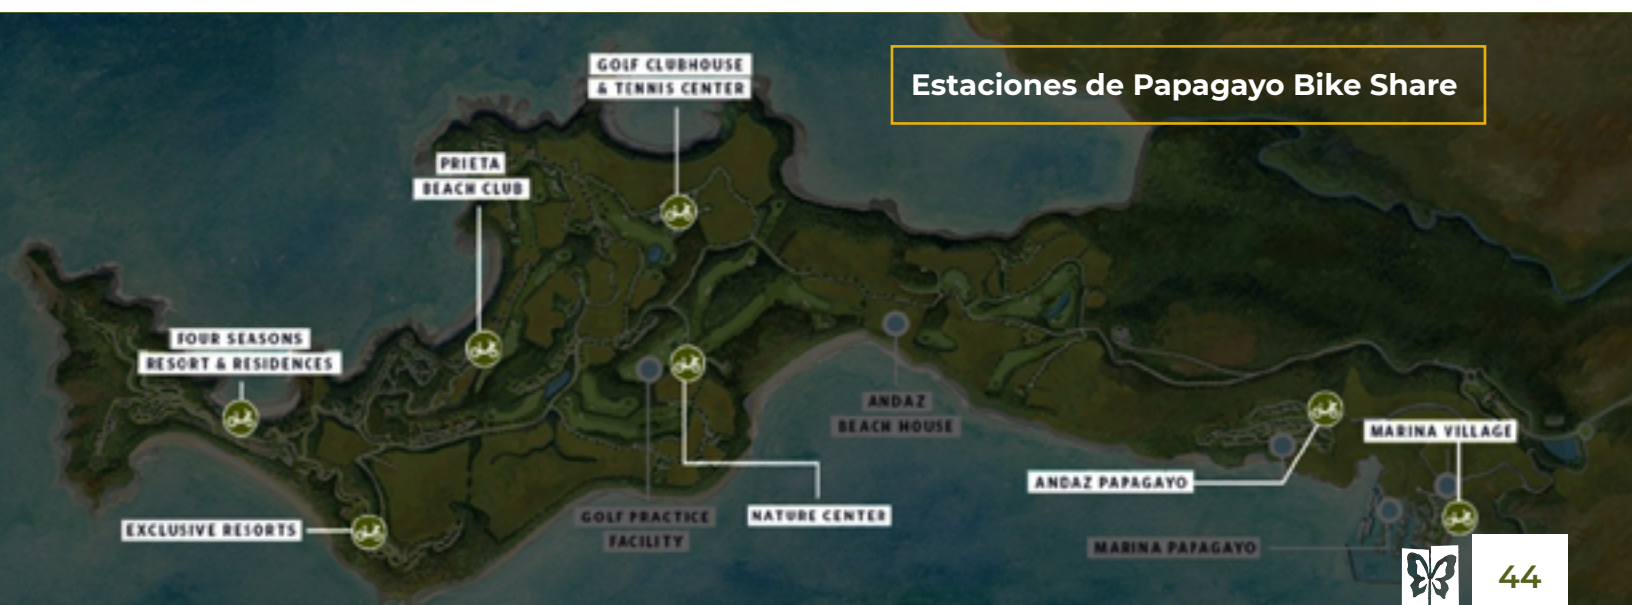 Estaciones de Papagayo Bike Share
GOLF CLUBHOUSE
& TENNIS CENTER
PRIETA
BEACH CLUB
FOUR SEASONS
RESORT & RESIDENCES
EXCLUSIVE RESORTS
GOLF PRACTICE
FACILITY
NATURE CENTER
ANDAZ
BEACH HOUSE
ANDAZ PAPAGAYO
MARINA VILLAGE
MARINA PAPAGAYO
44